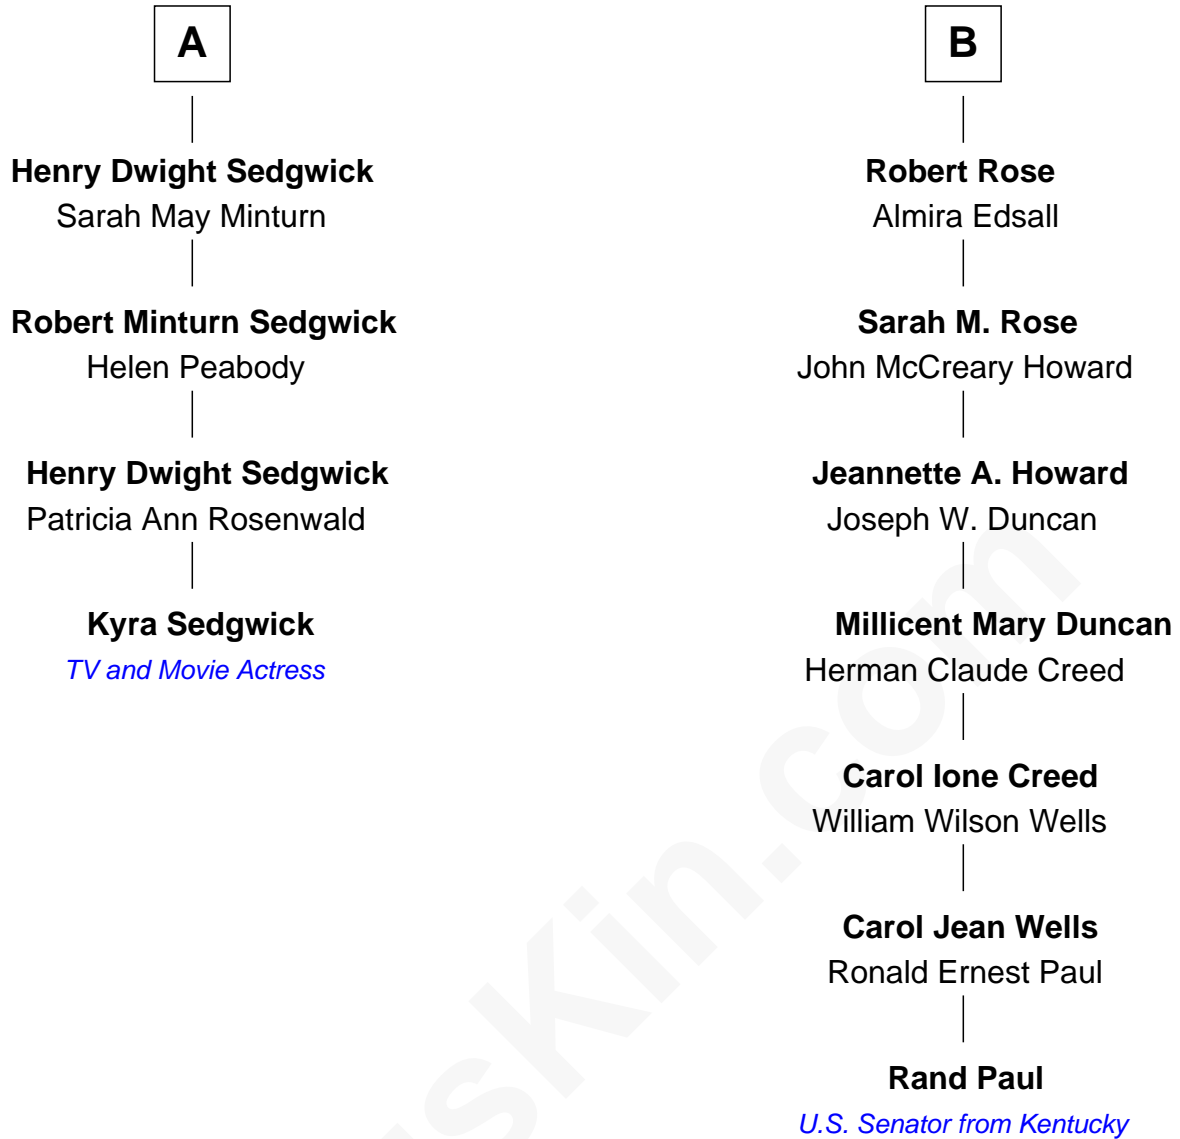 A
Henry Dwight Sedgwick
Sarah May Minturn
Robert Minturn Sedgwick
Helen Peabody
Henry Dwight Sedgwick
Patricia Ann Rosenwald
Kyra Sedgwick
TV and Movie Actress
B
Robert Rose
Almira Edsall
Sarah M. Rose
John McCreary Howard
Jeannette A. Howard
Joseph W. Duncan
Millicent Mary Duncan
Herman Claude Creed
Carol Ione Creed
William Wilson Wells
Carol Jean Wells
Ronald Ernest Paul
Rand Paul
U.S. Senator from Kentucky
sKin.com